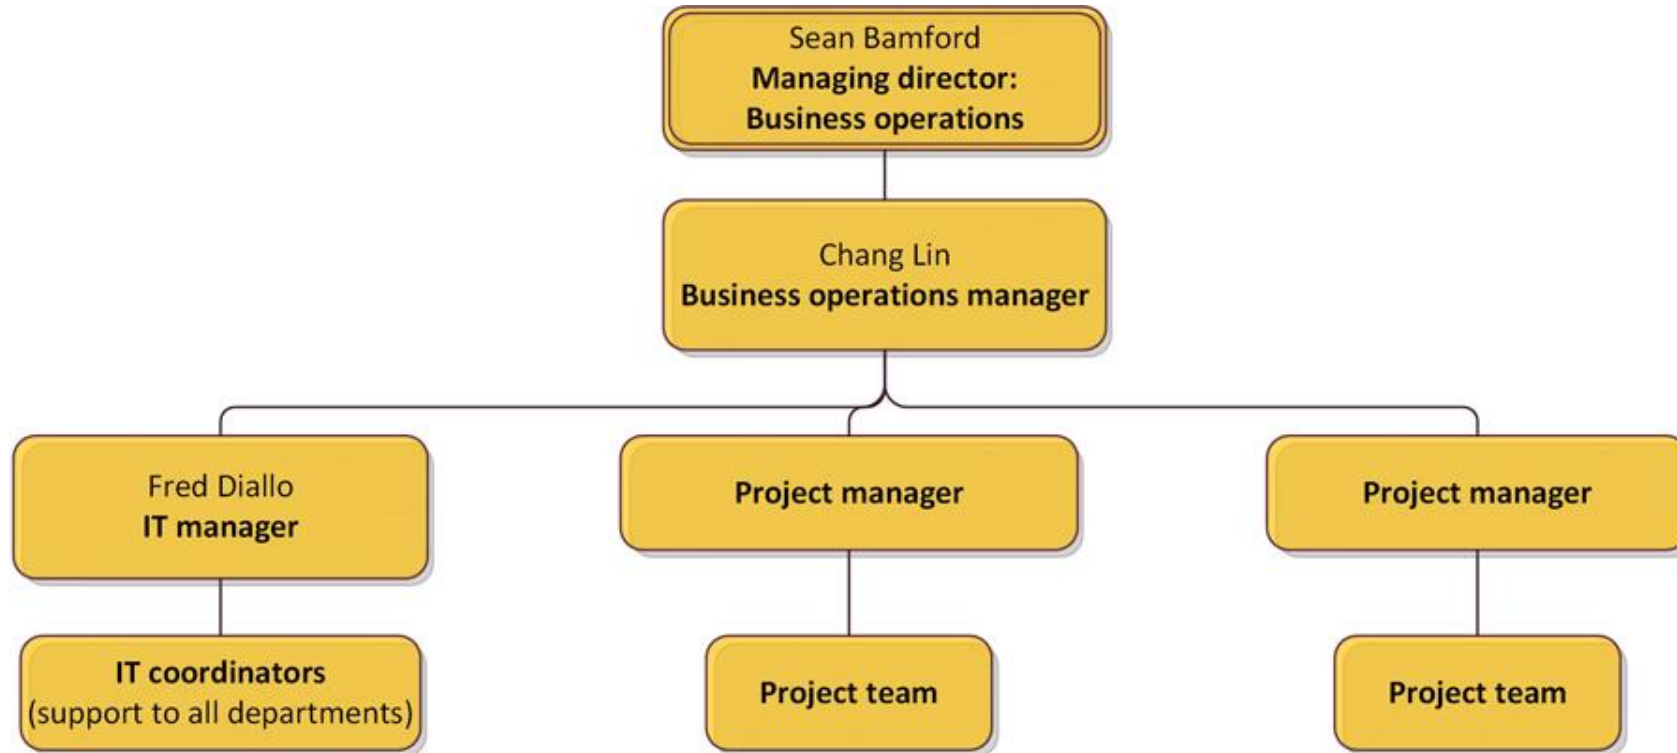 Sean Bamford
Managing director:
Business operations
Chang Lin
Business operations manager
Fred Diallo
IT manager
Project manager
Project manager
IT coordinators
(support to all departments)
Project team
Project team